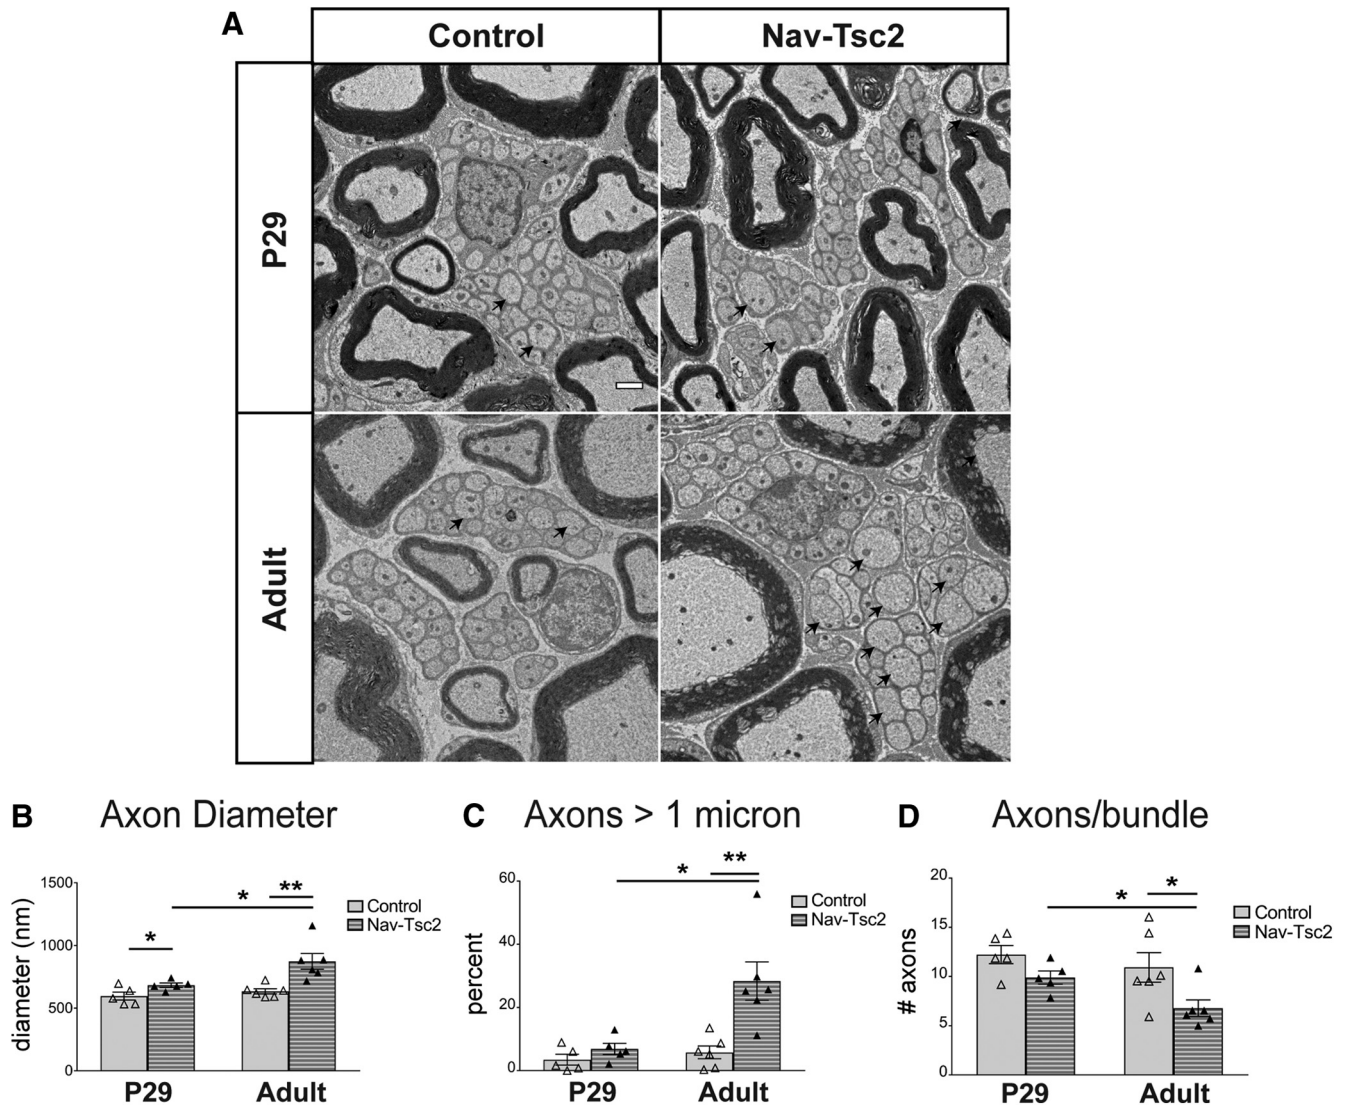 A
Control
Nav-Tsc2
P29
Adult
B
Axon Diameter
diameter (nm)
1500
1000
500
0
*
*
**
Control
Nav-Tsc2
P29
Adult
C
Axons > 1 micron
percent
60
40
20
0
*
**
Control
Nav-Tsc2
P29
Adult
D
Axons/bundle
# axons
20
15
10
5
0
*
*
Control
Nav-Tsc2
P29
Adult